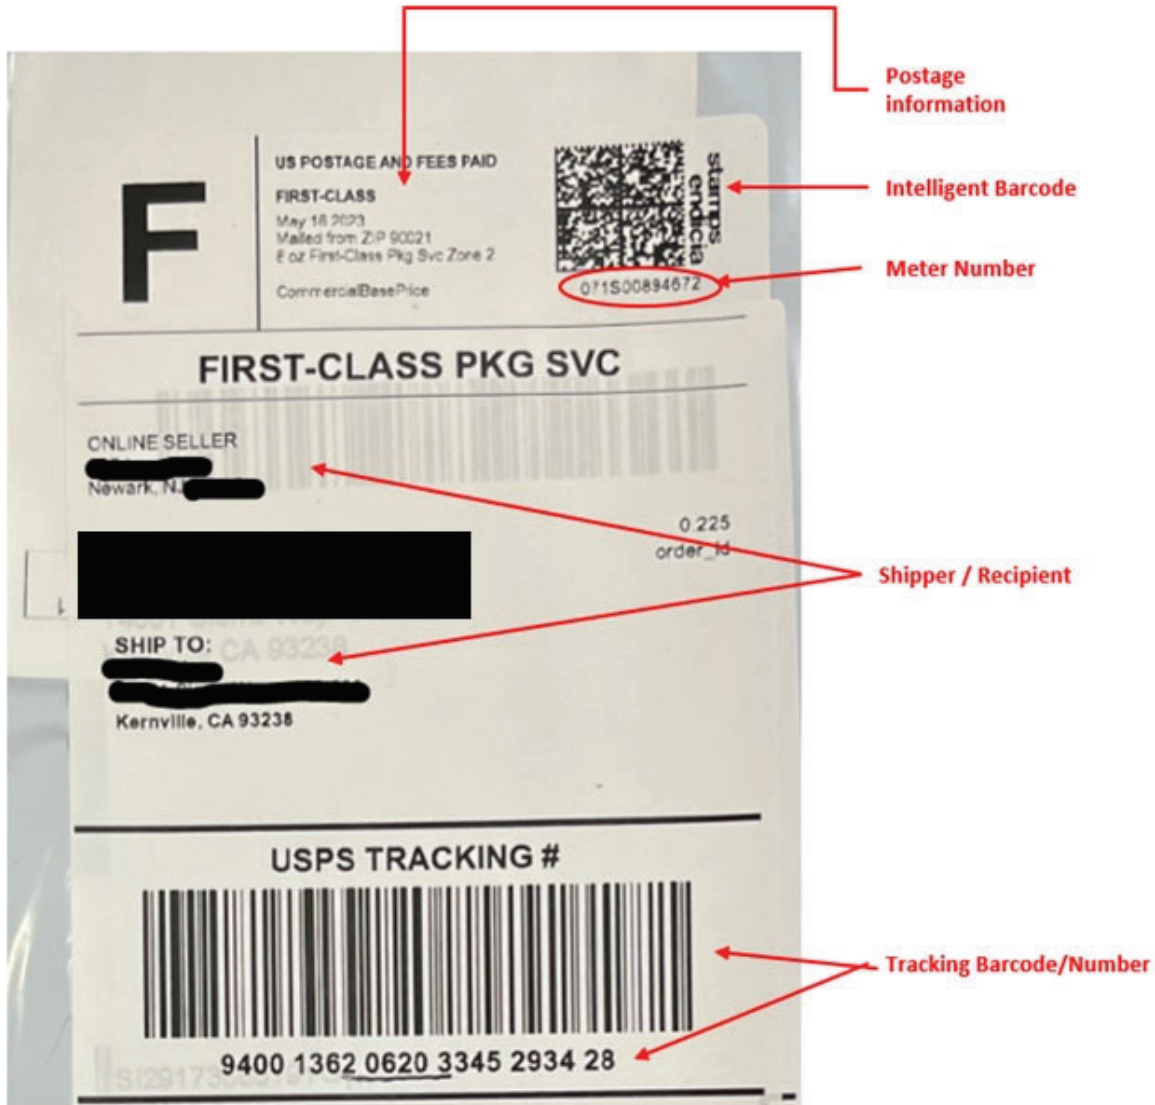 Postage
information
F
US POSTAGE AND FEES PAID
FIRST-CLASS
May 16 2023
Mailed from ZIP 90021
8 oz First-Class Pkg Svc Zone 2
CommercialBasePrice
stamps
endicia
Intelligent Barcode
071S00894672
Meter Number
FIRST-CLASS PKG SVC
ONLINE SELLER
Newark, NJ
0.225
order_id
Shipper / Recipient
SHIP TO:
CA 93238
Kernville, CA 93238
USPS TRACKING #
9400 1362 0620 3345 2934 28
Tracking Barcode/Number